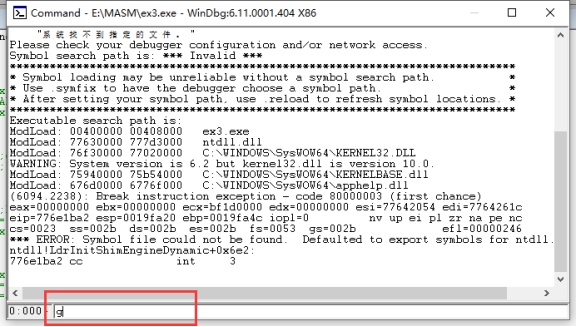 Command - E:\MASM\ex3.exe - WinDbg:6.11.0001.404 X86
"系统找不到指定的文件。"
Please check your debugger configuration and/or network access.
Symbol search path is: *** Invalid ***
****************************************************************************
* Symbol loading may be unreliable without a symbol search path.           *
* Use .symfix to have the debugger choose a symbol path.                   *
* After setting your symbol path, use .reload to refresh symbol locations. *
****************************************************************************
Executable search path is:
ModLoad: 00400000 00408000   ex3.exe
ModLoad: 77630000 777d3000   ntdll.dll
ModLoad: 76f30000 77020000   C:\WINDOWS\SysWOW64\KERNEL32.DLL
WARNING: System version is 6.2 but kernel32.dll is version 10.0.
ModLoad: 75940000 75b54000   C:\WINDOWS\SysWOW64\KERNELBASE.dll
ModLoad: 676d0000 6776f000   C:\WINDOWS\SysWOW64\apphelp.dll
(6094.2238): Break instruction exception - code 80000003 (first chance)
eax=00000000 ebx=00000000 ecx=bf1d0000 edx=00000000 esi=77642054 edi=7764261c
eip=776e1ba2 esp=0019fa20 ebp=0019fa4c iopl=0         nv up ei pl zr na pe nc
cs=0023  ss=002b  ds=002b  es=002b  fs=0053  gs=002b             efl=00000246
*** ERROR: Symbol file could not be found.  Defaulted to export symbols for ntdll.
ntdll!LdrInitShimEngineDynamic+0x6e2:
776e1ba2 cc              int     3
0:000> g